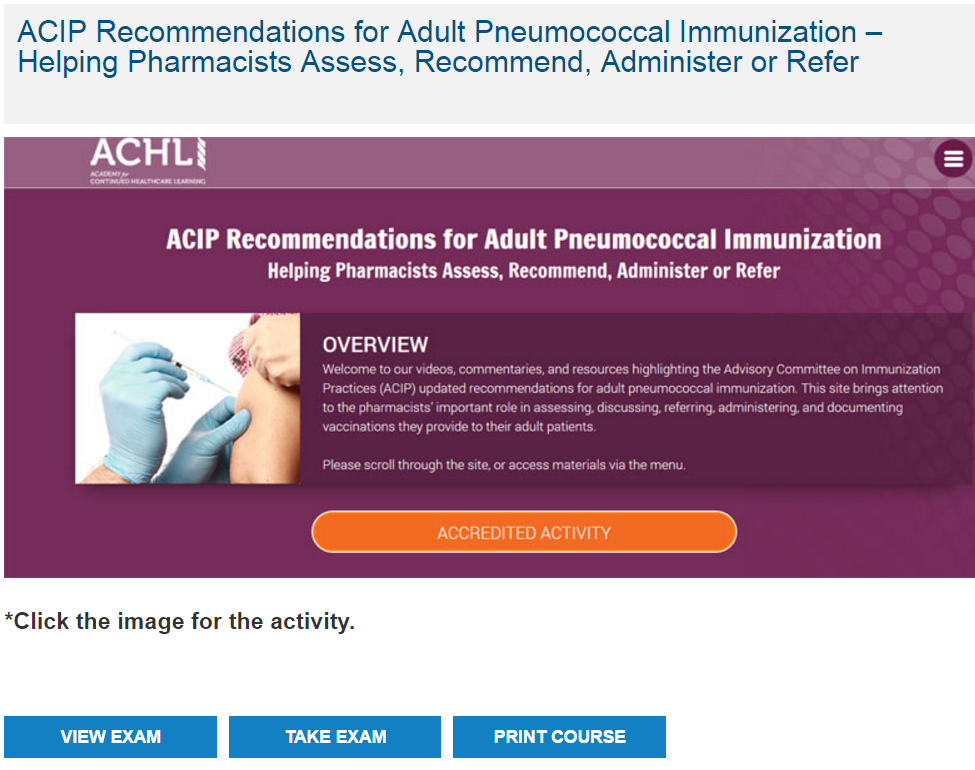 ACIP Recommendations for Adult Pneumococcal Immunization –
Helping Pharmacists Assess, Recommend, Administer or Refer
ACHL
ACADEMY for
CONTINUED HEALTHCARE LEARNING
ACIP Recommendations for Adult Pneumococcal Immunization
Helping Pharmacists Assess, Recommend, Administer or Refer
OVERVIEW
Welcome to our videos, commentaries, and resources highlighting the Advisory Committee on Immunization
Practices (ACIP) updated recommendations for adult pneumococcal immunization. This site brings attention
to the pharmacists' important role in assessing, discussing, referring, administering, and documenting
vaccinations they provide to their adult patients.
Please scroll through the site, or access materials via the menu.
ACCREDITED ACTIVITY
*Click the image for the activity.
VIEW EXAM
TAKE EXAM
PRINT COURSE